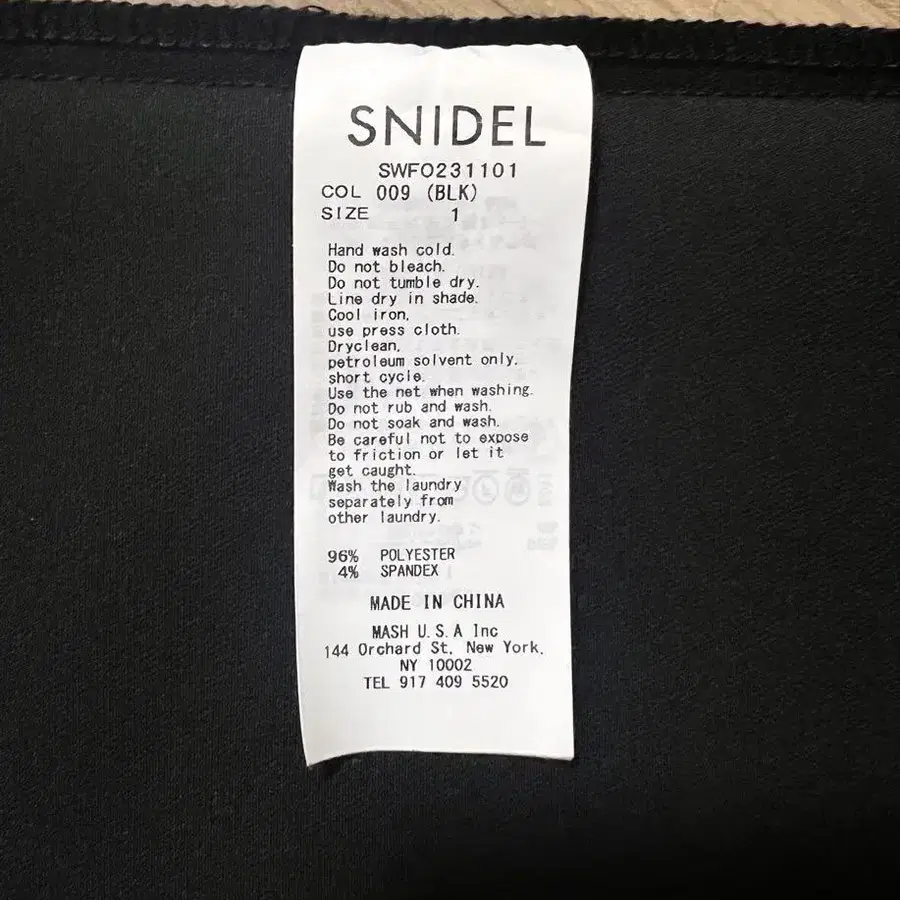 SNIDEL
SWFO231101
COL 009 (BLK)
SIZE 1
Hand wash cold.
Do not bleach.
Do not tumble dry.
Line dry in shade.
Cool iron,
use press cloth.
Dryclean,
petroleum solvent only.
short cycle.
Use the net when washing.
Do not rub and wash.
Do not soak and wash.
Be careful not to expose
to friction or let it
get caught.
Wash the laundry
separately from
other laundry.
96% POLYESTER
4% SPANDEX
MADE IN CHINA
MASH U.S.A Inc
144 Orchard St, New York,
NY 10002
TEL 917 409 5520